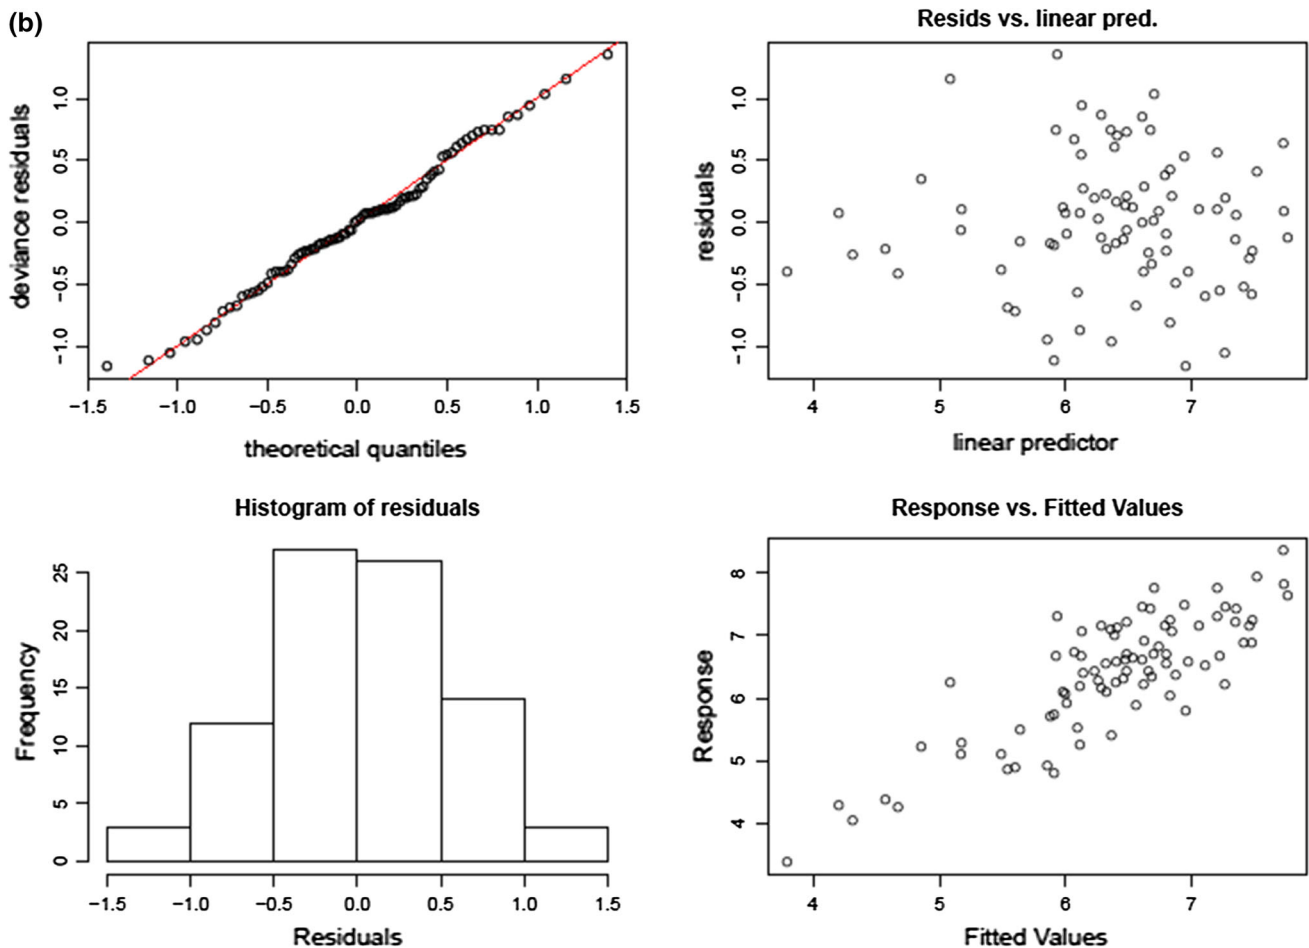 (b)
Resids vs. linear pred.
deviance residuals
1.0
0.5
0.0
−0.5
−1.0
−1.5 −1.0 −0.5 0.0 0.5 1.0 1.5
theoretical quantiles
residuals
1.0
0.5
0.0
−0.5
−1.0
4 5 6 7
linear predictor
Histogram of residuals
Frequency
25
20
15
10
5
0
−1.5 −1.0 −0.5 0.0 0.5 1.0 1.5
Residuals
Response vs. Fitted Values
Response
8
7
6
5
4
4 5 6 7
Fitted Values